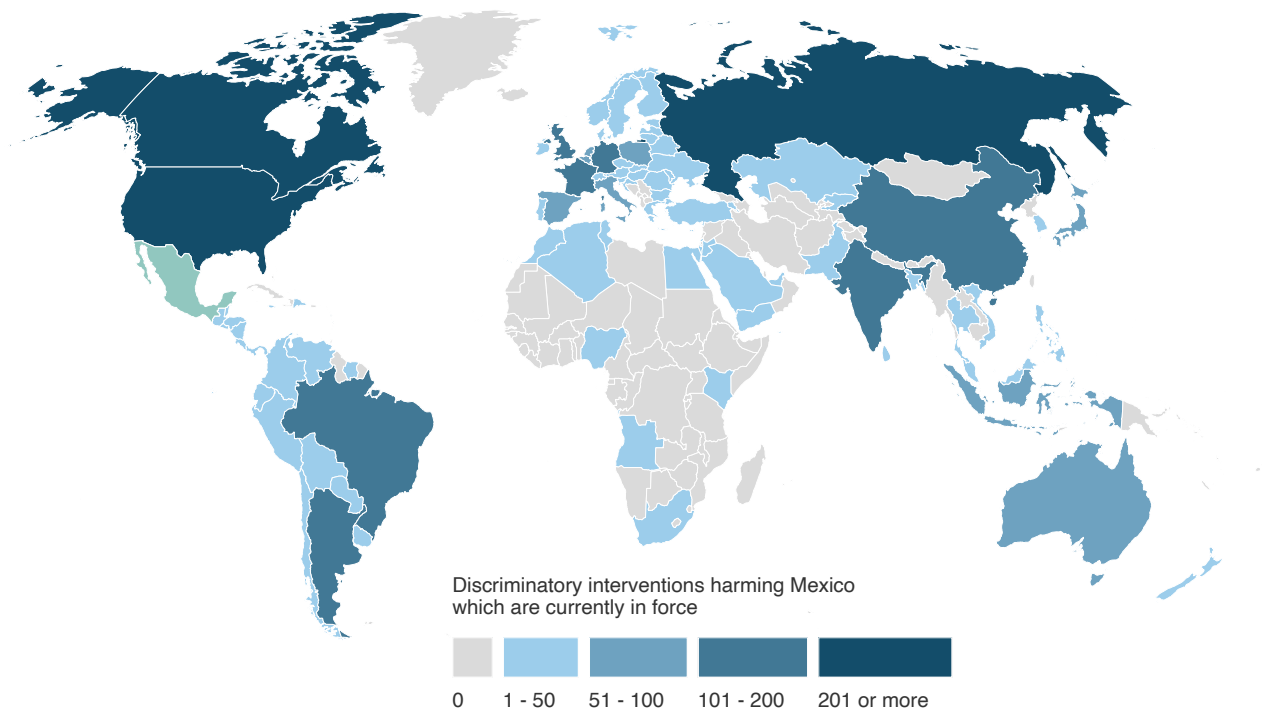 Discriminatory interventions harming Mexico
which are currently in force
0 1 - 50 51 - 100 101 - 200 201 or more